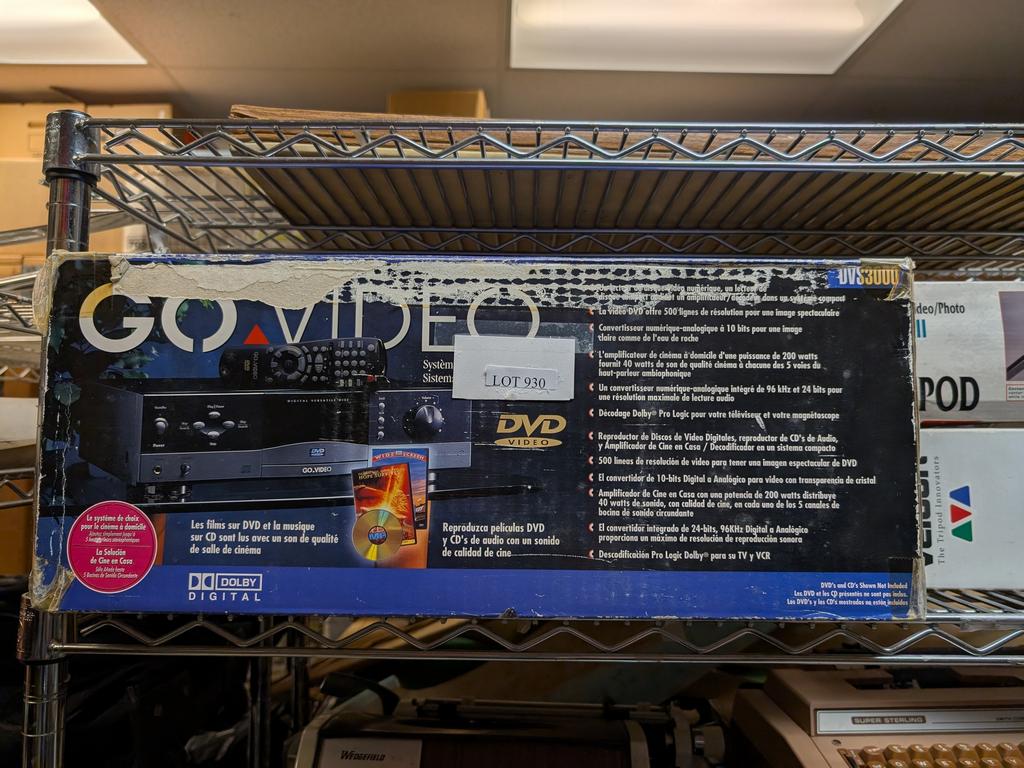 GO.VIDEO
DVS3000
LOT 930
Systèm
Sistem
DVD
VIDEO
GO.VIDEO
DVD
Le système de choix
pour le cinéma à domicile
La Solución
de Cine en Casa
Les films sur DVD et la musique
sur CD sont lus avec un son de qualité
de salle de cinéma
Reproduzca películas DVD
y CD's de audio con un sonido
de calidad de cine
DOLBY
DIGITAL
La vidéo DVD offre 500 lignes de résolution pour une image spectaculaire
Convertisseur numérique-analogique à 10 bits pour une image
claire comme de l'eau de roche
L'amplificateur de cinéma à domicile d'une puissance de 200 watts
fournit 40 watts de son de qualité cinéma à chacune des 5 voies du
haut-parleur ambiophonique
Un convertisseur numérique-analogique intégré de 96 kHz et 24 bits pour
une résolution maximale de lecture audio
Décodage Dolby® Pro Logic pour votre téléviseur et votre magnétoscope
Reproductor de Discos de Video Digitales, reproductor de CD's de Audio,
y Amplificador de Cine en Casa / Decodificador en un sistema compacto
500 lineas de resolución de video para tener una imagen espectacular de DVD
El convertidor de 10-bits Digital a Analógico para video con transparencia de cristal
Amplificador de Cine en Casa con una potencia de 200 watts distribuye
40 watts de sonido, con calidad de cine, en cada uno de los 5 canales de
bocina de sonido circundante
El convertidor integrado de 24-bits, 96KHz Digital a Analógico
proporciona un máximo de resolución de reproducción sonora
Descodificación Pro Logic Dolby® para su TV y VCR
DVD's and CD's Shown Not Included
Les DVD et les CD présentés ne sont pas inclus.
Los DVD's y los CD's mostrados no están incluidos
deo/Photo
POD
The Tripod Innovators
WEDGEFIELD
SUPER STERLING